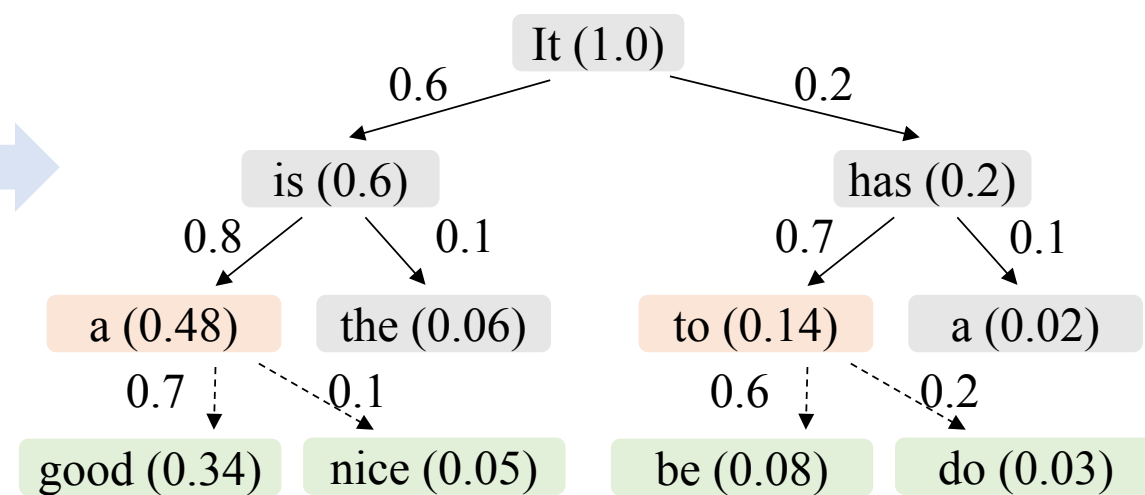 It (1.0)
0.6 0.2
is (0.6) has (0.2)
0.8 0.1 0.7 0.1
a (0.48) the (0.06) to (0.14) a (0.02)
0.7 0.1 0.6 0.2
good (0.34) nice (0.05) be (0.08) do (0.03)